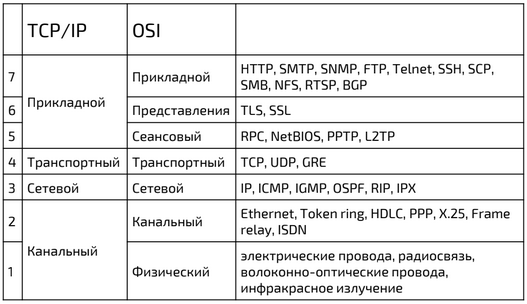 TCP/IP OSI
7 Прикладной Прикладной HTTP, SMTP, SNMP, FTP, Telnet, SSH, SCP,
SMB, NFS, RTSP, BGP
6 Представления TLS, SSL
5 Сеансовый RPC, NetBIOS, PPTP, L2TP
4 Транспортный Транспортный TCP, UDP, GRE
3 Сетевой Сетевой IP, ICMP, IGMP, OSPF, RIP, IPX
2 Канальный Канальный Ethernet, Token ring, HDLC, PPP, X.25, Frame
relay, ISDN
1 Физический электрические провода, радиосвязь,
волоконно-оптические провода,
инфракрасное излучение